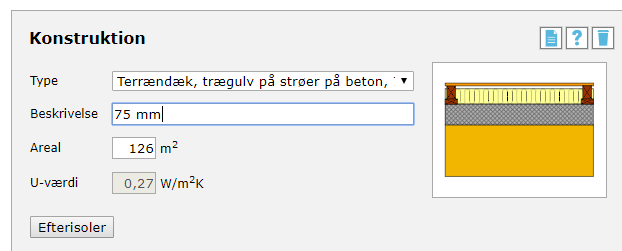 Konstruktion
?
Type Terrændæk, trægulv på strøer på beton,
Beskrivelse 75 mm
Areal 126 m²
U-værdi 0,27 W/m²K
Efterisoler